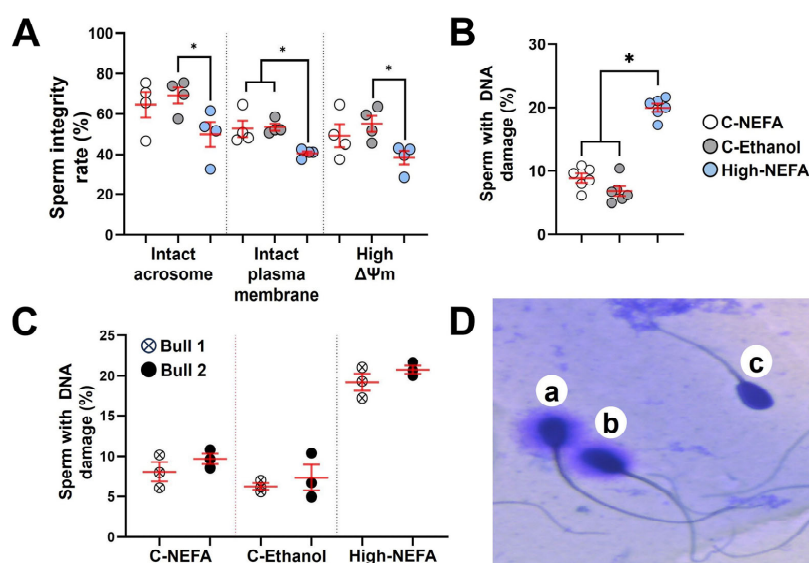 A
Sperm integrity
rate (%)
100
80
60
40
20
0
*
*
*
Intact
acrosome
Intact
plasma
membrane
High
ΔΨm
B
Sperm with DNA
damage (%)
30
20
10
0
*
C-NEFA
C-Ethanol
High-NEFA
C
Sperm with DNA
damage (%)
25
20
15
10
5
0
Bull 1
Bull 2
C-NEFA
C-Ethanol
High-NEFA
D
a
b
c